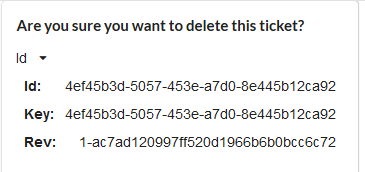 Are you sure you want to delete this ticket?
Id
Id: 4ef45b3d-5057-453e-a7d0-8e445b12ca92
Key: 4ef45b3d-5057-453e-a7d0-8e445b12ca92
Rev: 1-ac7ad120997ff520d1966b6b0bcc6c72